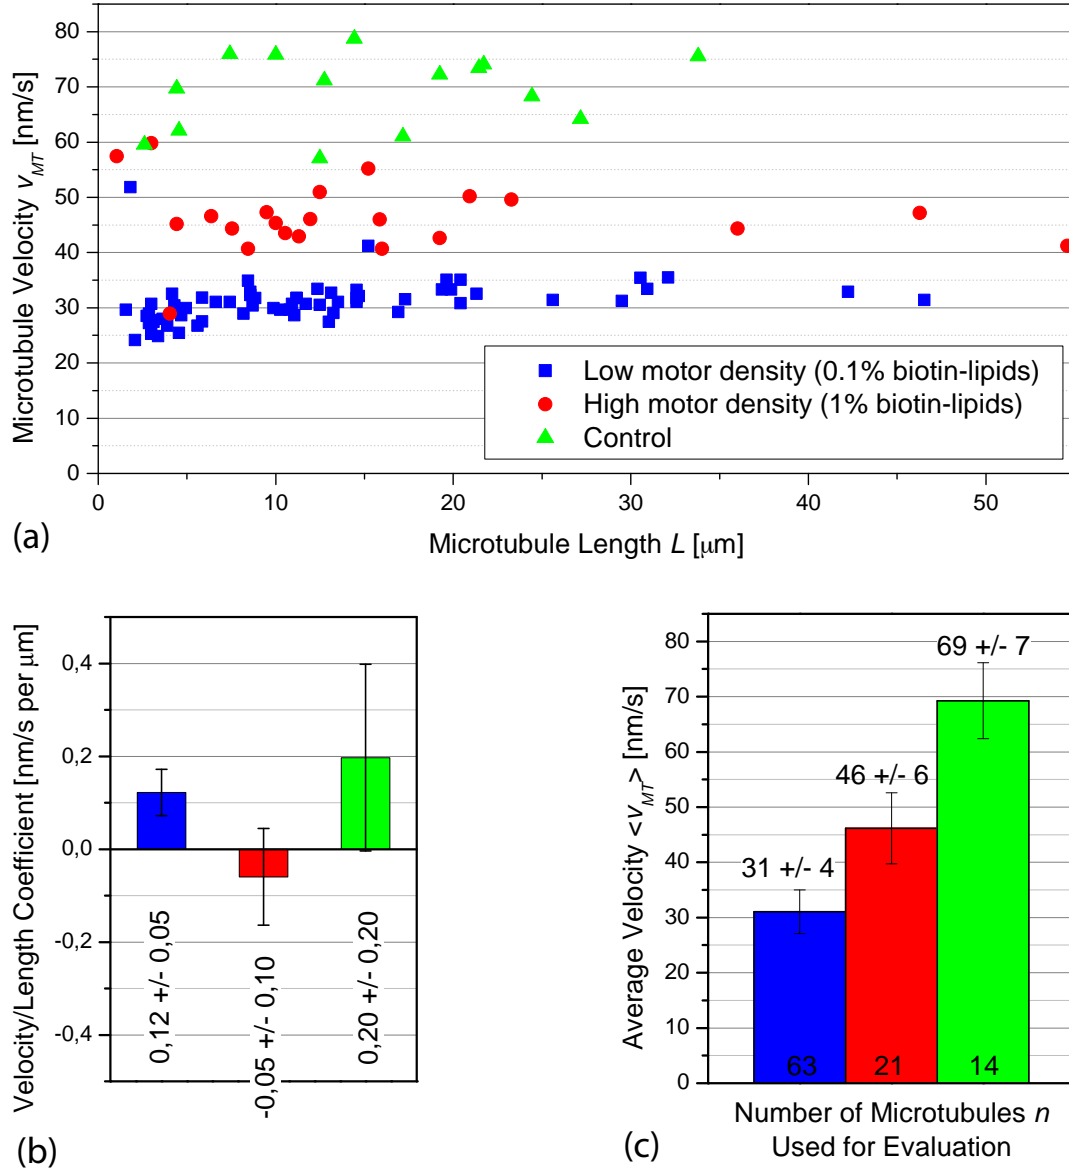 80
70
60
50
40
30
20
10
0
Microtubule Velocity v_MT [nm/s]
Low motor density (0.1% biotin-lipids)
High motor density (1% biotin-lipids)
Control
0 10 20 30 40 50
Microtubule Length L [μm]
(a)
Velocity/Length Coefficient [nm/s per μm]
0,4
0,2
0,0
-0,2
-0,4
0,12 +/- 0,05
-0,05 +/- 0,10
0,20 +/- 0,20
(b)
Average Velocity <v_MT> [nm/s]
80
70
60
50
40
30
20
10
0
31 +/- 4
46 +/- 6
69 +/- 7
63 21 14
Number of Microtubules n
Used for Evaluation
(c)